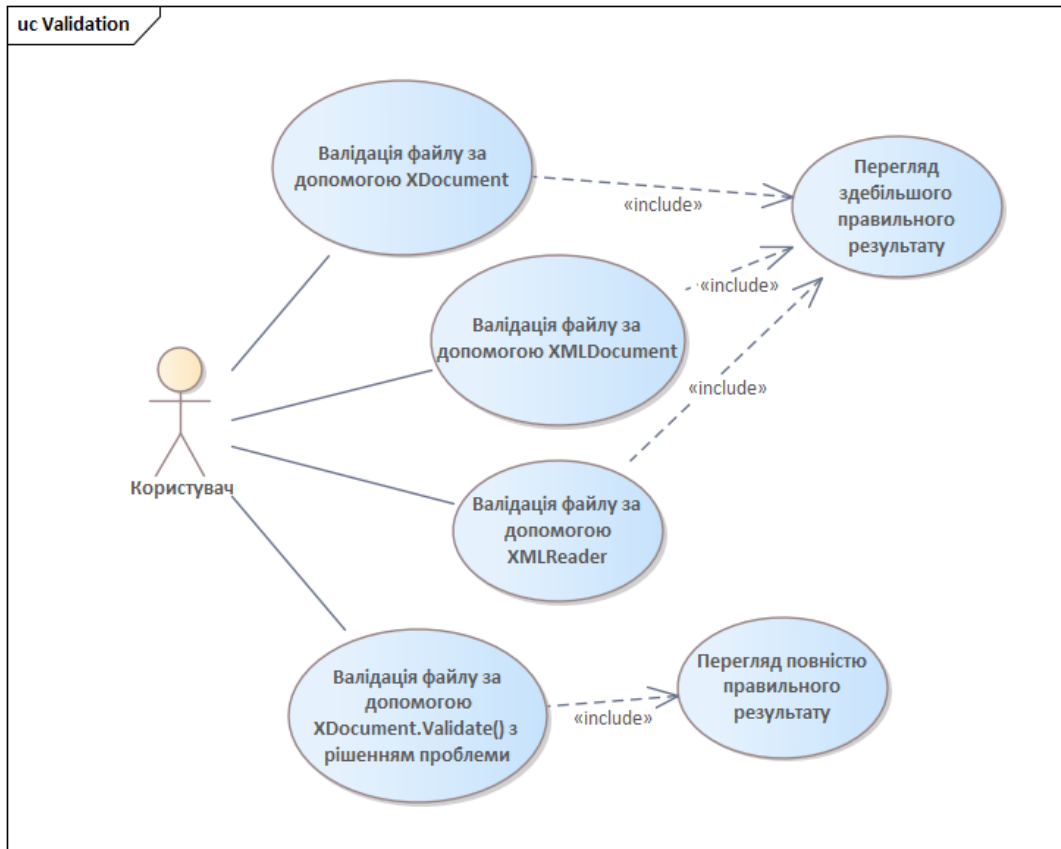 uc Validation
Валідація файлу за
допомогою XDocument
Перегляд
здебільшого
правильного
результату
«include»
Валідація файлу за
допомогою XMLDocument
«include»
«include»
Користувач
Валідація файлу за
допомогою
XMLReader
Валідація файлу за
допомогою
XDocument.Validate() з
рішенням проблеми
«include»
Перегляд повністю
правильного
результату